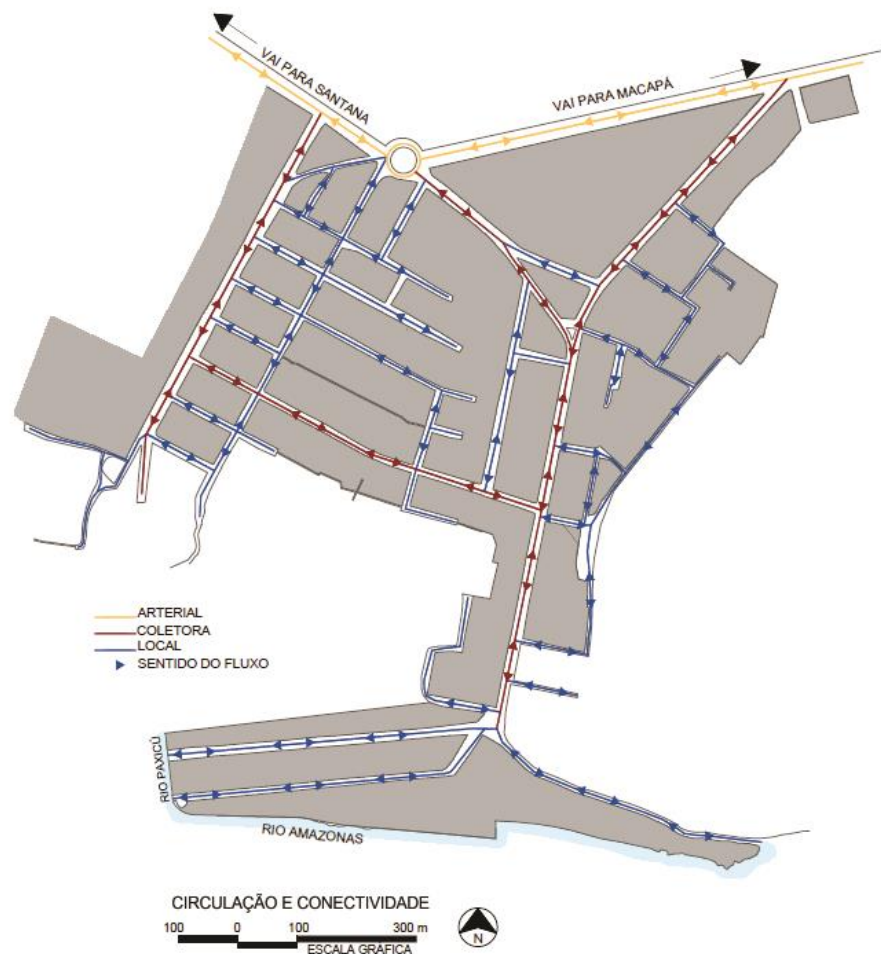 VAI PARA SANTANA
VAI PARA MACAPÁ
ARTERIAL
COLETORA
LOCAL
SENTIDO DO FLUXO
RIO PAXICÚ
RIO AMAZONAS
CIRCULAÇÃO E CONECTIVIDADE
100 0 100 300 m
ESCALA GRÁFICA
N